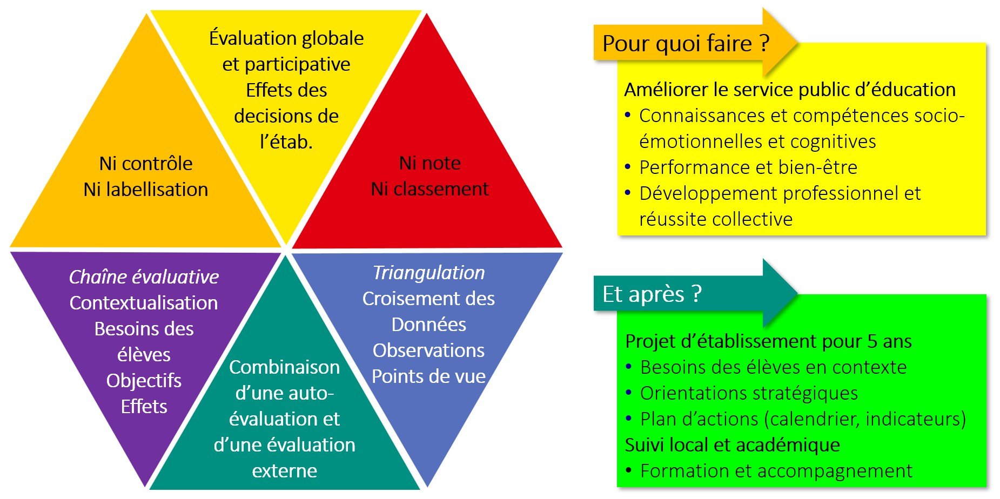 Évaluation globale
et participative
Effets des
decisions de
l’étab.
Ni contrôle
Ni labellisation
Ni note
Ni classement
Chaîne évaluative
Contextualisation
Besoins des
élèves
Objectifs
Effets
Combinaison
d’une auto-
évaluation et
d’une évaluation
externe
Triangulation
Croisement des
Données
Observations
Points de vue
Pour quoi faire ?
Améliorer le service public d’éducation
• Connaissances et compétences socio-
émotionnelles et cognitives
• Performance et bien-être
• Développement professionnel et
réussite collective
Et après ?
Projet d’établissement pour 5 ans
• Besoins des élèves en contexte
• Orientations stratégiques
• Plan d’actions (calendrier, indicateurs)
Suivi local et académique
• Formation et accompagnement